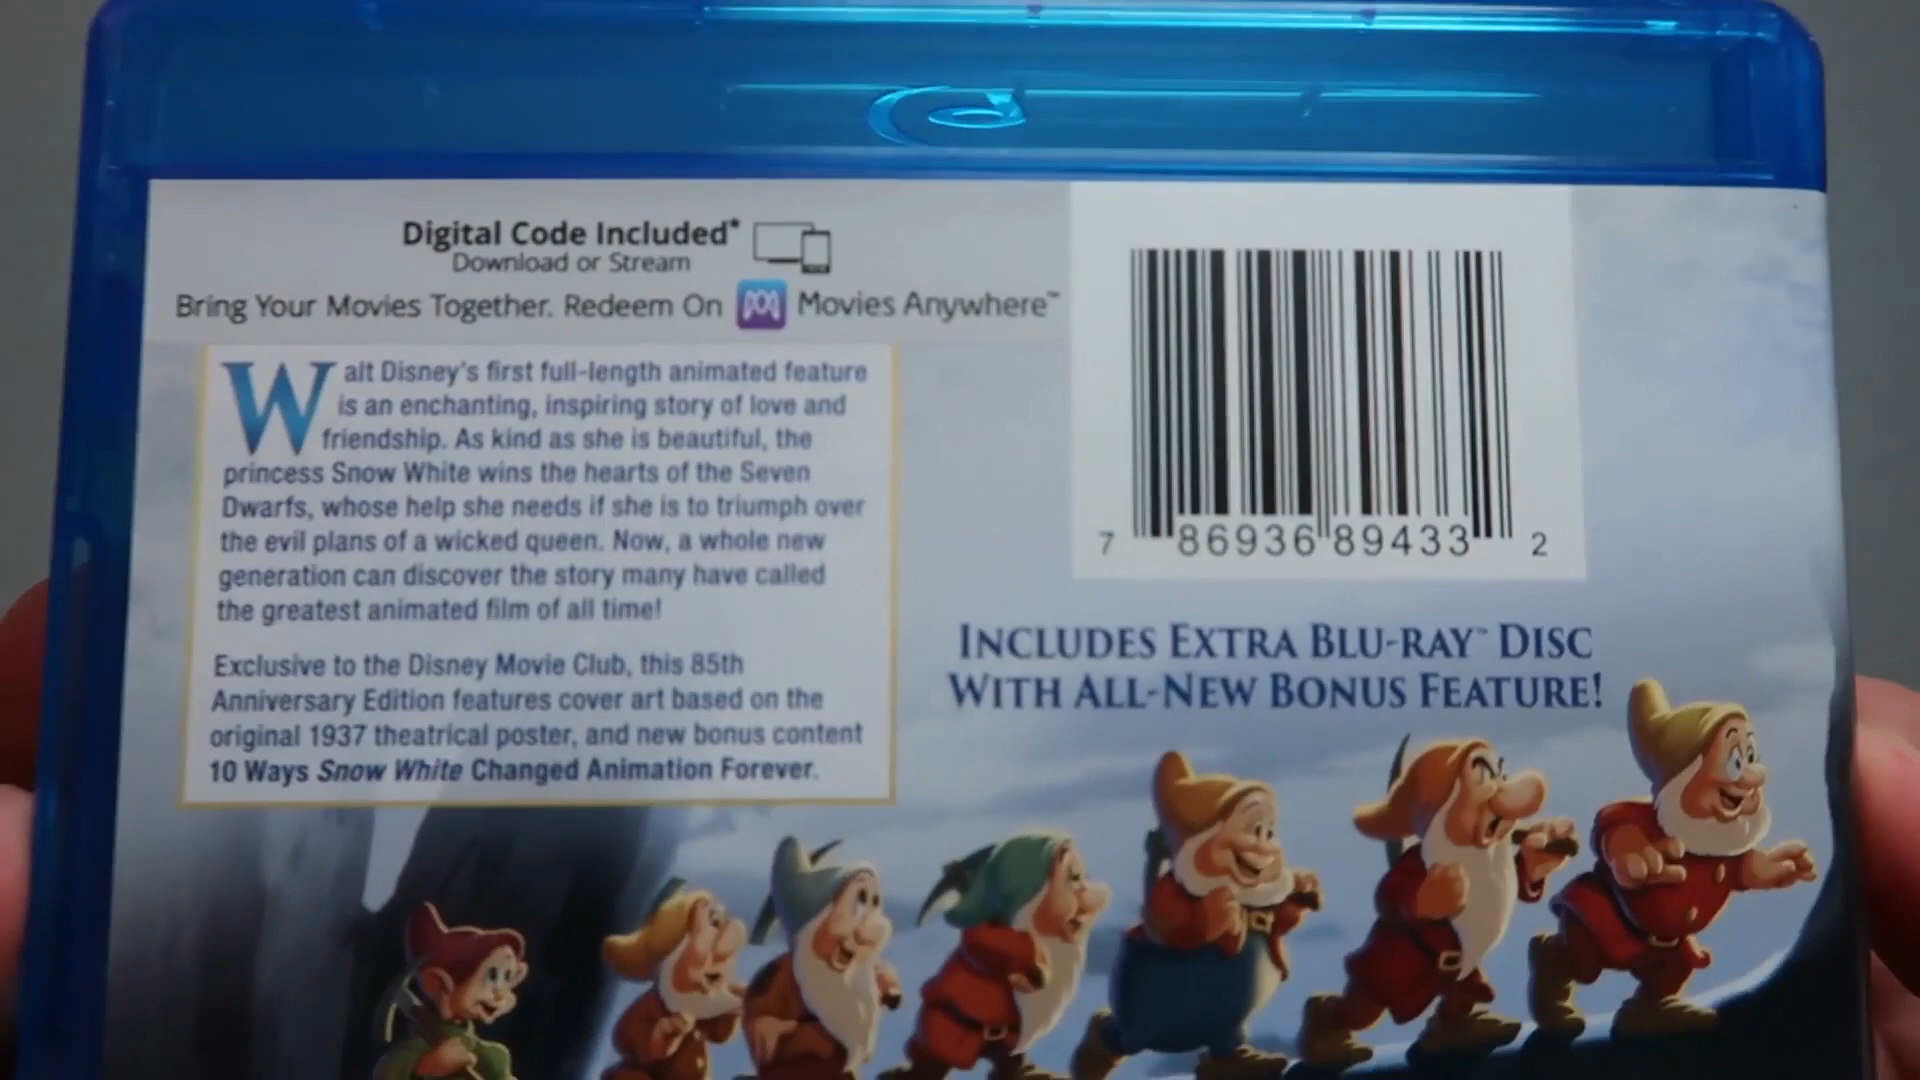 Digital Code Included*
Download or Stream
Bring Your Movies Together. Redeem On Movies Anywhere™
Walt Disney's first full-length animated feature
is an enchanting, inspiring story of love and
friendship. As kind as she is beautiful, the
princess Snow White wins the hearts of the Seven
Dwarfs, whose help she needs if she is to triumph over
the evil plans of a wicked queen. Now, a whole new
generation can discover the story many have called
the greatest animated film of all time!
Exclusive to the Disney Movie Club, this 85th
Anniversary Edition features cover art based on the
original 1937 theatrical poster, and new bonus content
10 Ways Snow White Changed Animation Forever.
7 86936 89433 2
INCLUDES EXTRA BLU-RAY™ DISC
WITH ALL-NEW BONUS FEATURE!